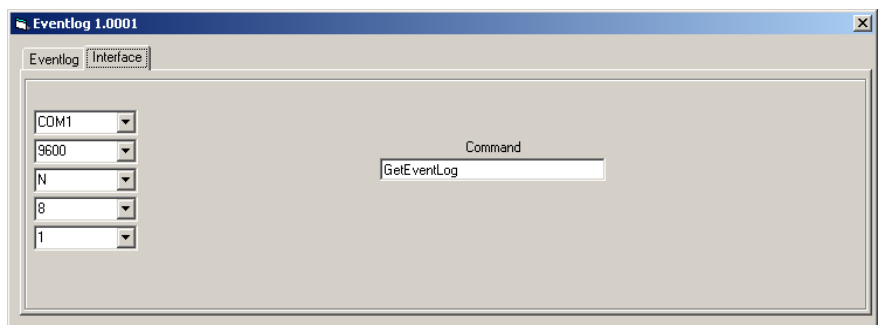 Eventlog 1.0001
Eventlog Interface
COM1
9600
N
8
1
Command
GetEventLog